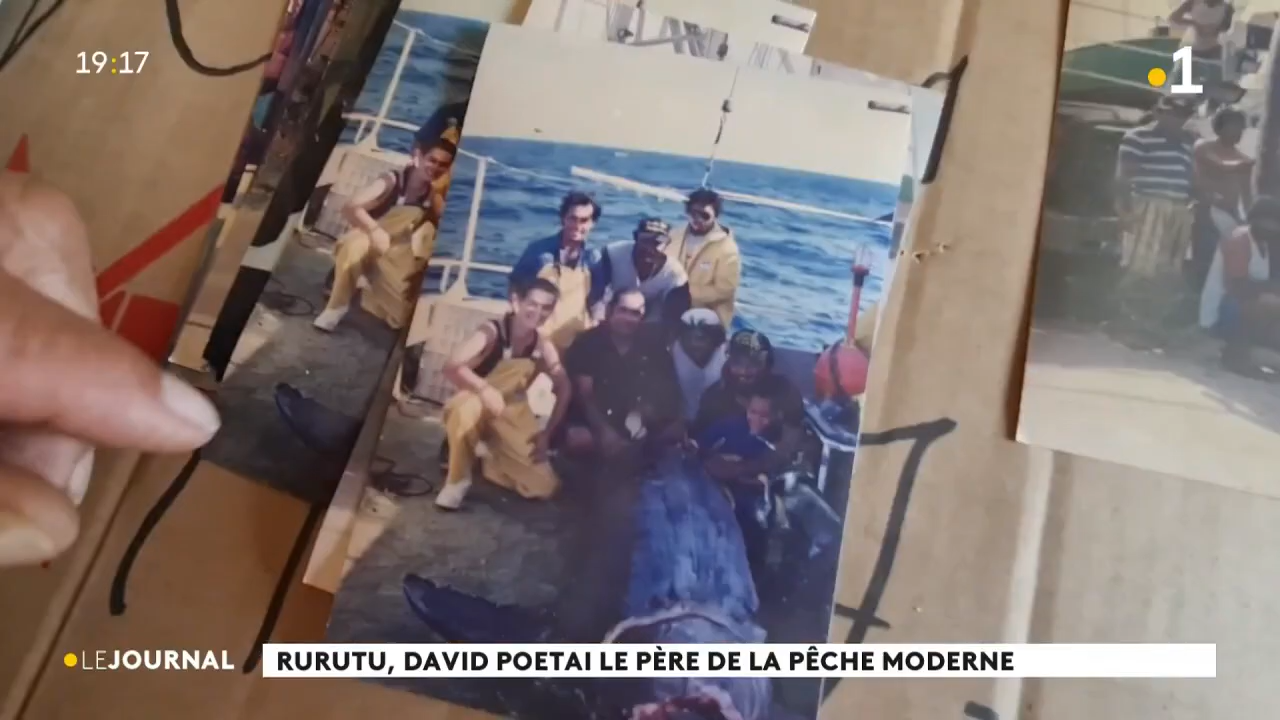 19:17
1
LEJOURNAL
RURUTU, DAVID POETAI LE PÈRE DE LA PÊCHE MODERNE